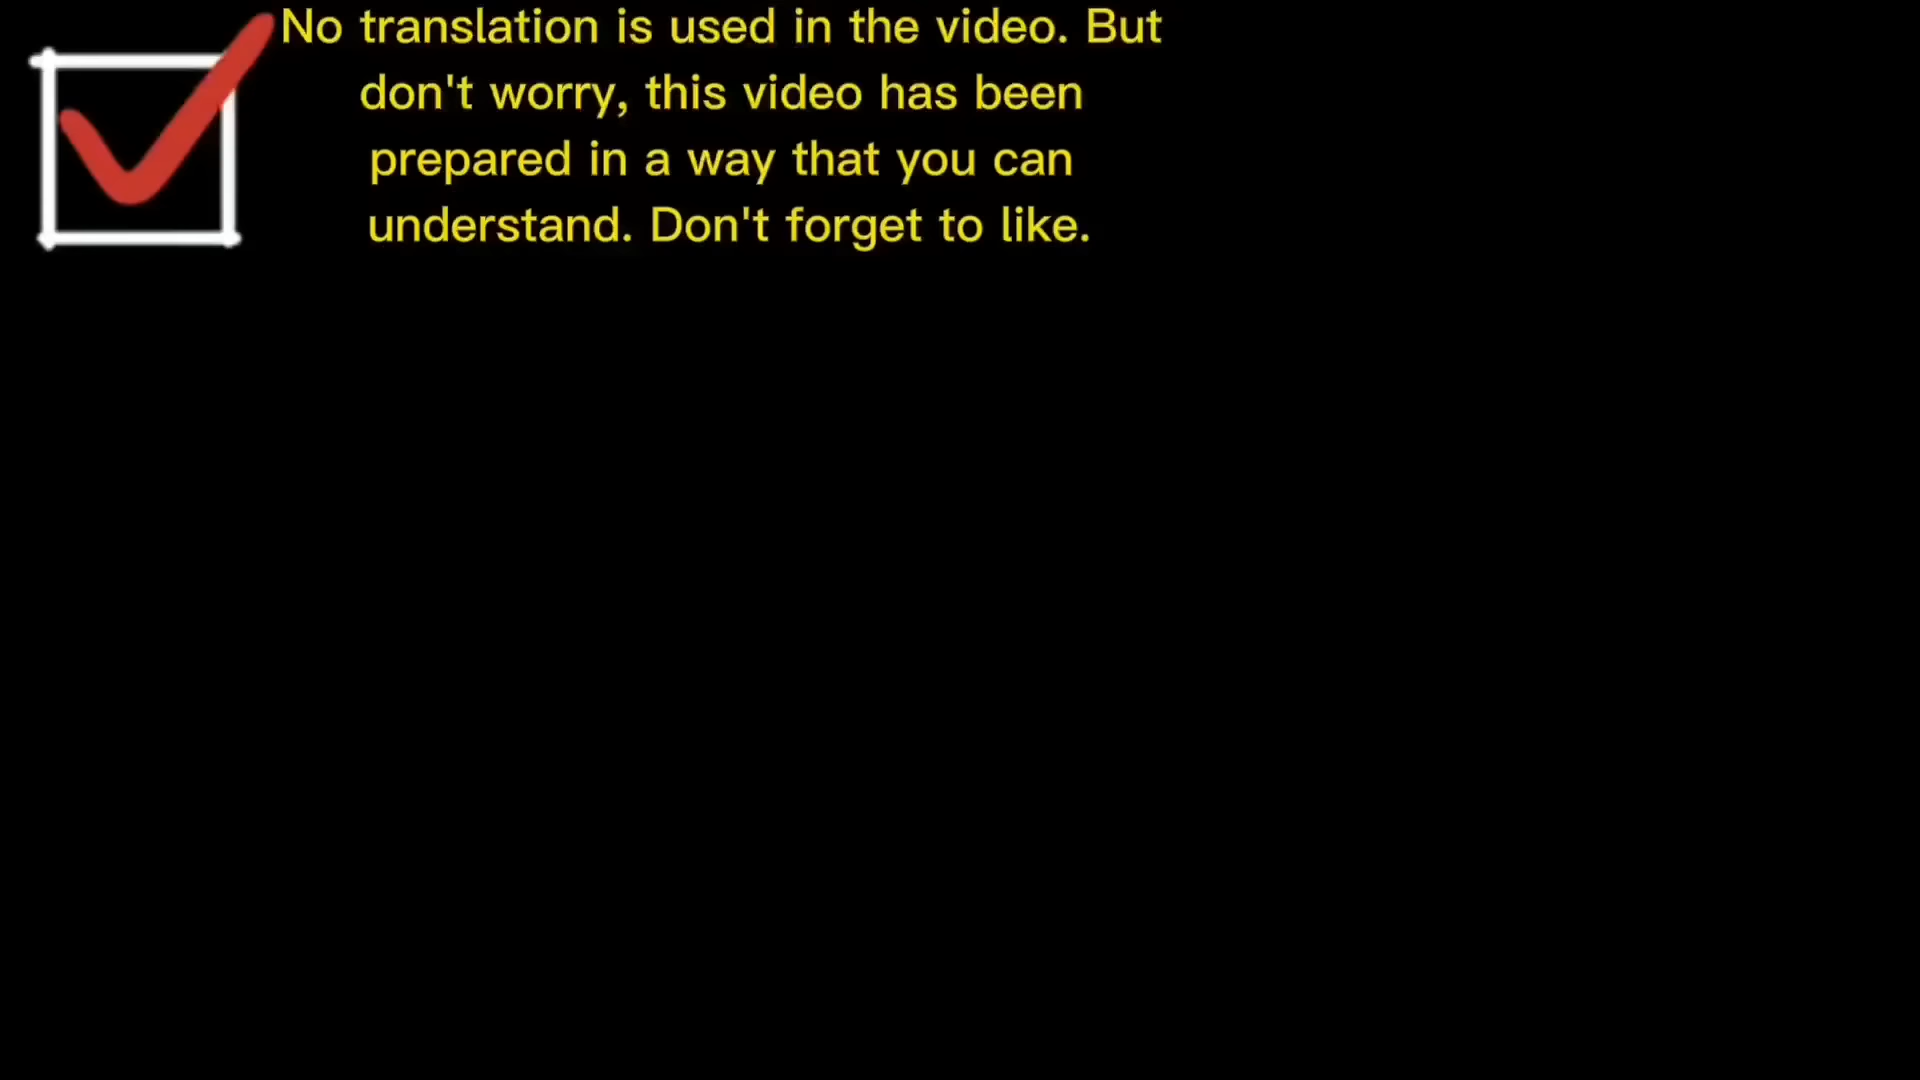 No translation is used in the video. But
don't worry, this video has been
prepared in a way that you can
understand. Don't forget to like.